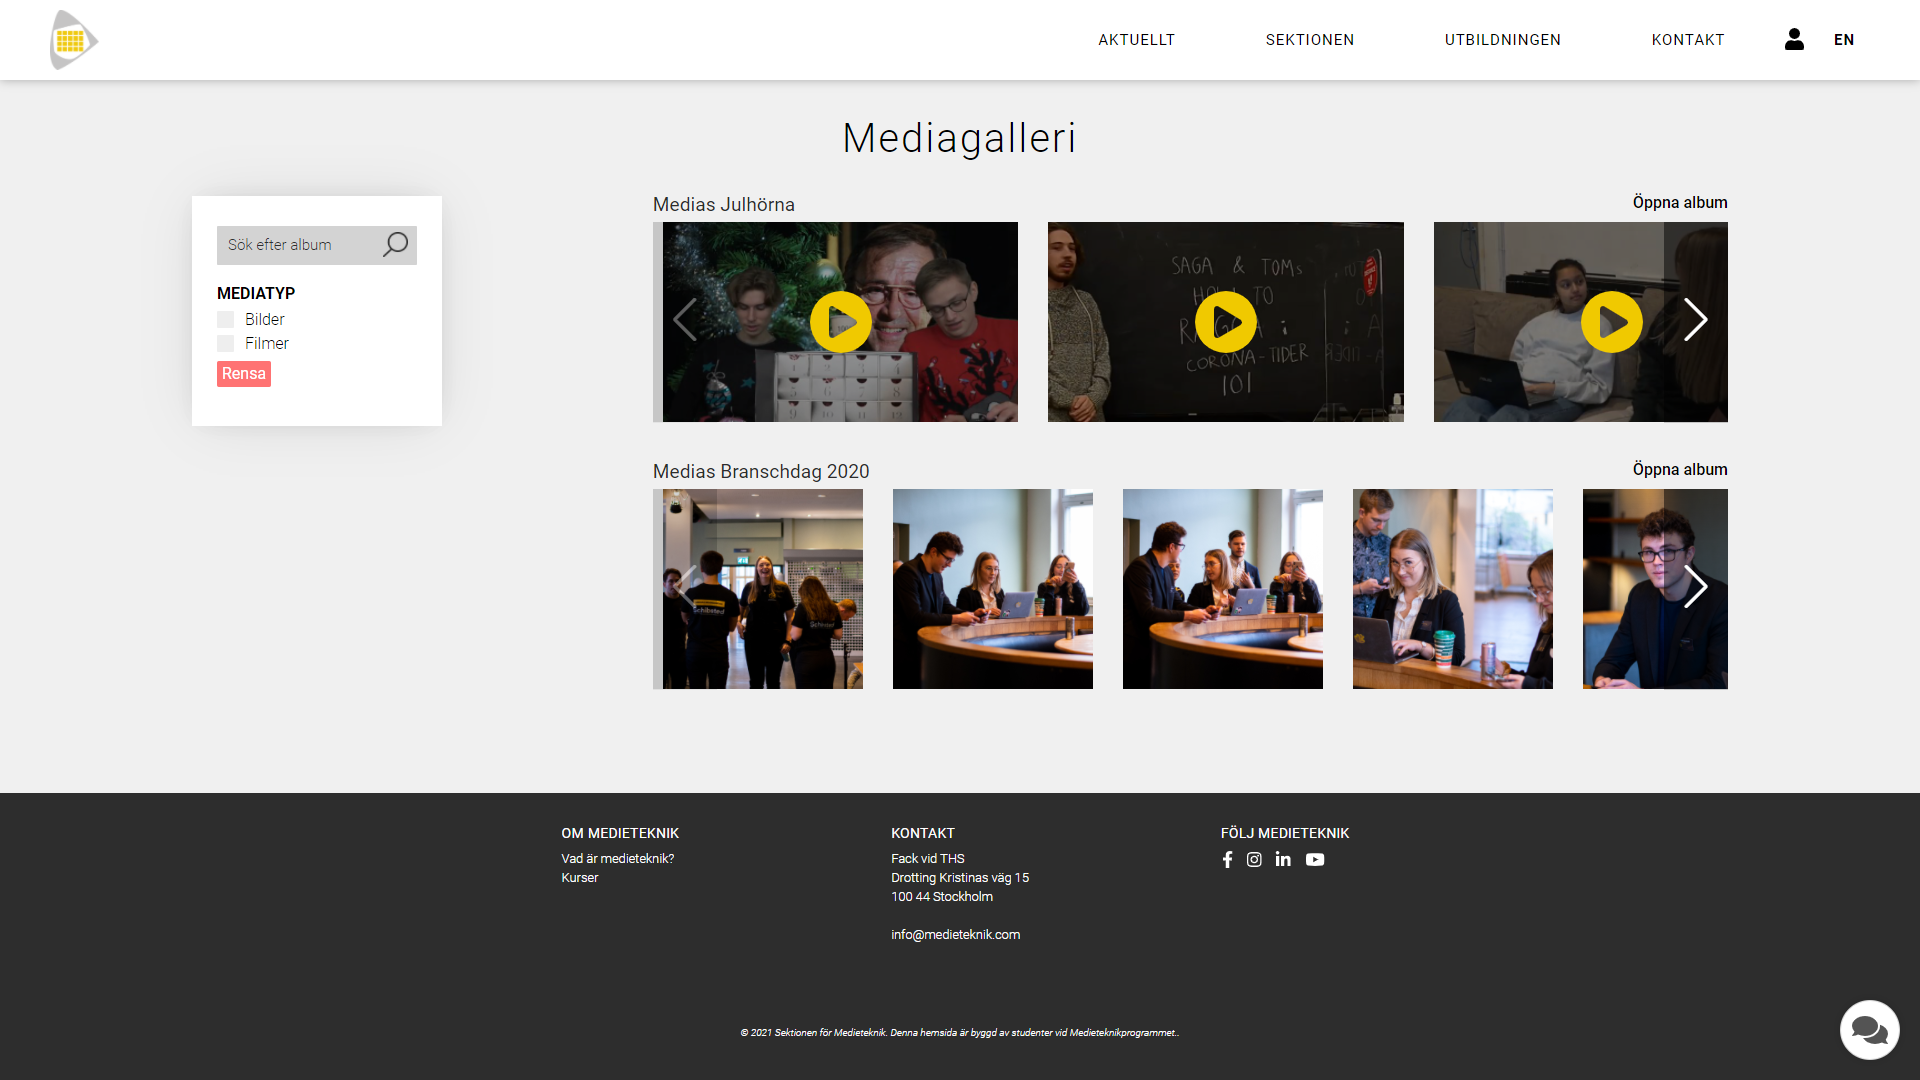 AKTUELLT
SEKTIONEN
UTBILDNINGEN
KONTAKT
EN
Mediagalleri
Sök efter album
MEDIATYP
Bilder
Filmer
Rensa
Medias Julhörna
Öppna album
SAGA & TOMs
TO
i
CORONA-TIDER
101
Medias Branschdag 2020
Öppna album
Schibsted
OM MEDIETEKNIK
Vad är medieteknik?
Kurser
KONTAKT
Fack vid THS
Drotting Kristinas väg 15
100 44 Stockholm
info@medieteknik.com
FÖLJ MEDIETEKNIK
© 2021 Sektionen för Medieteknik. Denna hemsida är byggd av studenter vid Medieteknikprogrammet..